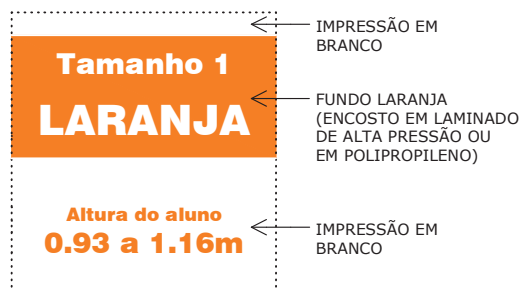 IMPRESSÃO EM
BRANCO
Tamanho 1
LARANJA
FUNDO LARANJA
(ENCOSTO EM LAMINADO
DE ALTA PRESSÃO OU
EM POLIPROPILENO)
Altura do aluno
0.93 a 1.16m
IMPRESSÃO EM
BRANCO